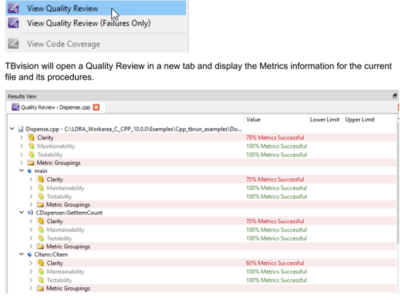 View Quality Review
View Quality Review (Failures Only)
View Code Coverage
TBvision will open a Quality Review in a new tab and display the Metrics information for the current
file and its procedures.
Results View
Quality Review : Dispense.cpp
Value Lower Limit Upper Limit
Dispense.cpp - C:\LDRA_Workarea_C_CPP_10.0.0\Examples\Cpp_tbrun_examples\Dis...
Clarity 79% Metrics Successful
Maintainability 100% Metrics Successful
Testability 100% Metrics Successful
Metric Groupings
main
Clarity 70% Metrics Successful
Maintainability 100% Metrics Successful
Testability 100% Metrics Successful
Metric Groupings
CDispenser::GetItemCount
Clarity 70% Metrics Successful
Maintainability 100% Metrics Successful
Testability 100% Metrics Successful
Metric Groupings
CItem::CItem
Clarity 60% Metrics Successful
Maintainability 100% Metrics Successful
Testability 100% Metrics Successful
Metric Groupings